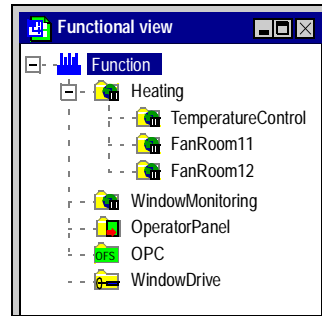 Functional view
Function
Heating
TemperatureControl
FanRoom11
FanRoom12
WindowMonitoring
OperatorPanel
OFS OPC
WindowDrive